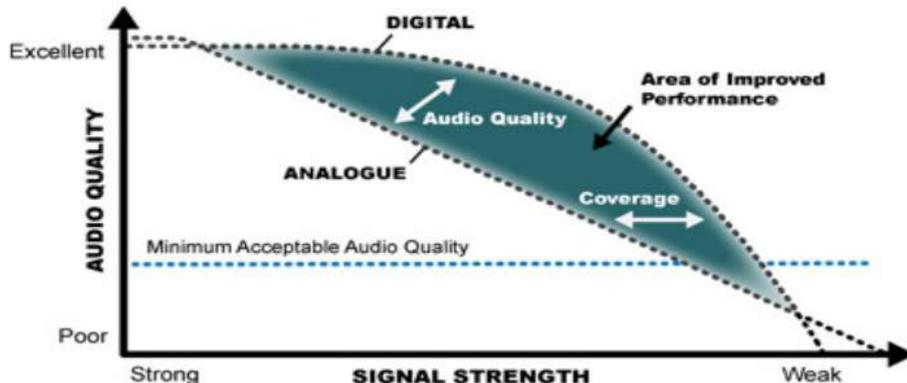 DIGITAL
Excellent
Area of Improved
Performance
Audio Quality
ANALOGUE
Coverage
AUDIO QUALITY
Minimum Acceptable Audio Quality
Poor
Strong
SIGNAL STRENGTH
Weak